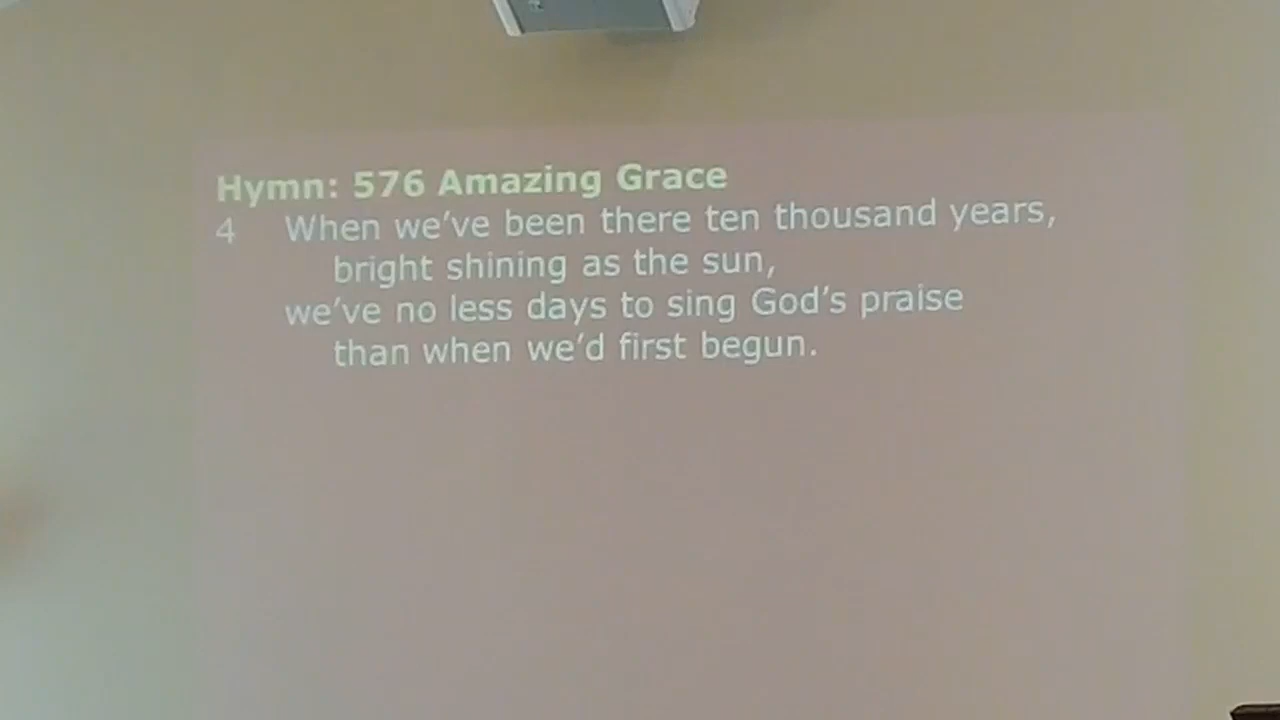 Hymn: 576 Amazing Grace
4 When we've been there ten thousand years,
bright shining as the sun,
we've no less days to sing God's praise
than when we'd first begun.